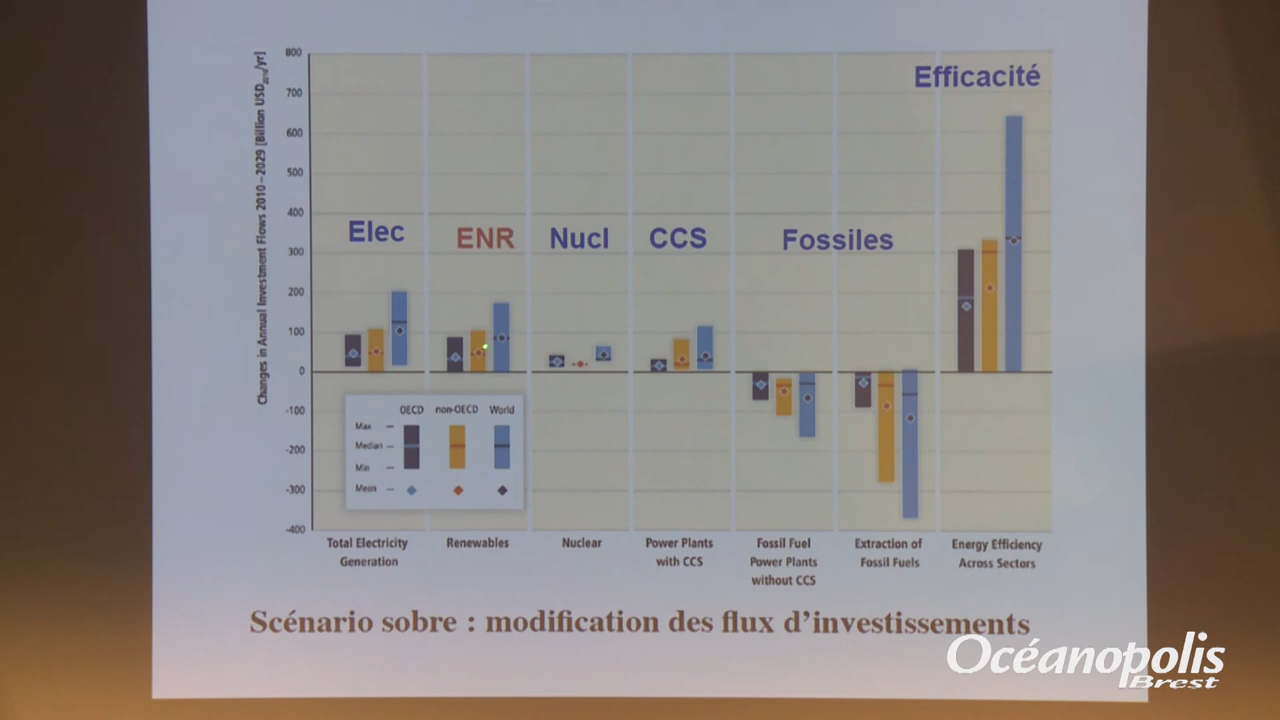 Changes in Annual Investment Flows 2010–2029 [Billion USD2010/yr]
800
700
600
500
400
300
200
100
0
-100
-200
-300
-400
Efficacité
Elec
ENR
Nucl
CCS
Fossiles
OECD non-OECD World
Max
Median
Min
Mean
Total Electricity
Generation
Renewables
Nuclear
Power Plants
with CCS
Fossil Fuel
Power Plants
without CCS
Extraction of
Fossil Fuels
Energy Efficiency
Across Sectors
Scénario sobre : modification des flux d’investissements
Océanopolis
Brest